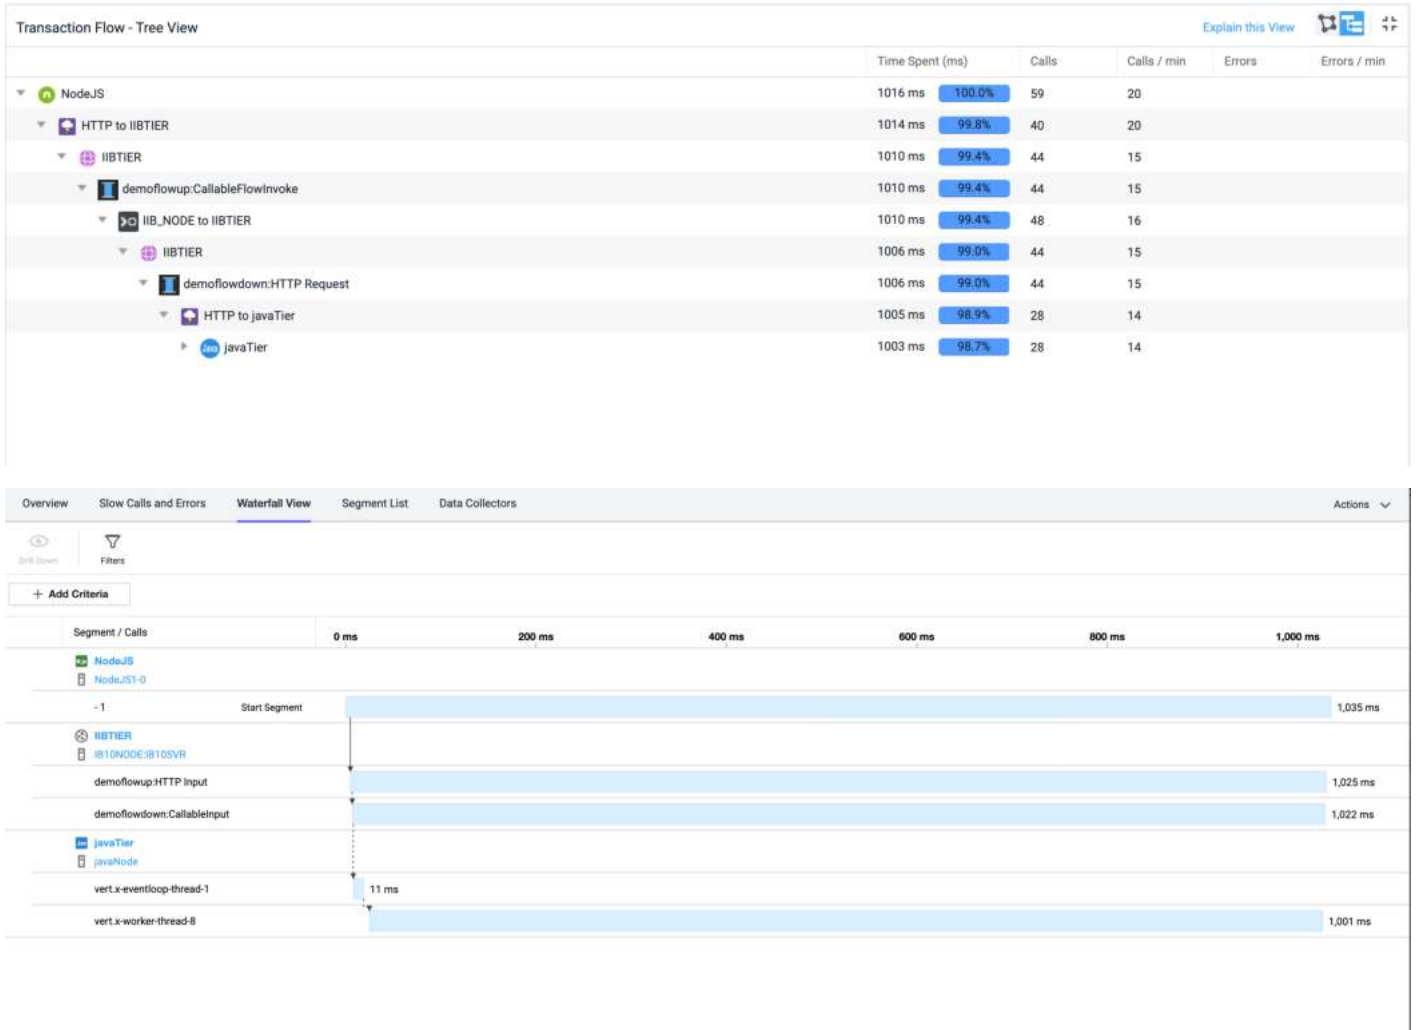 Transaction Flow - Tree View Explain this View
Time Spent (ms) Calls Calls / min Errors Errors / min
NodeJS 1016 ms 100.0% 59 20
HTTP to IIBTIER 1014 ms 99.8% 40 20
IIBTIER 1010 ms 99.4% 44 15
demoflowup:CallableFlowInvoke 1010 ms 99.4% 44 15
IIB_NODE to IIBTIER 1010 ms 99.4% 48 16
IIBTIER 1006 ms 99.0% 44 15
demoflowdown:HTTP Request 1006 ms 99.0% 44 15
HTTP to javaTier 1005 ms 98.9% 28 14
Java javaTier 1003 ms 98.7% 28 14
Overview Slow Calls and Errors Waterfall View Segment List Data Collectors Actions
Drill Down Filters
+ Add Criteria
Segment / Calls 0 ms 200 ms 400 ms 600 ms 800 ms 1,000 ms
NodeJS
NodeJS1-0
- 1 Start Segment 1,035 ms
IIBTIER
IB10NODE:IB10SVR
demoflowup:HTTP Input 1,025 ms
demoflowdown:CallableInput 1,022 ms
javaTier
javaNode
vert.x-eventloop-thread-1 11 ms
vert.x-worker-thread-8 1,001 ms